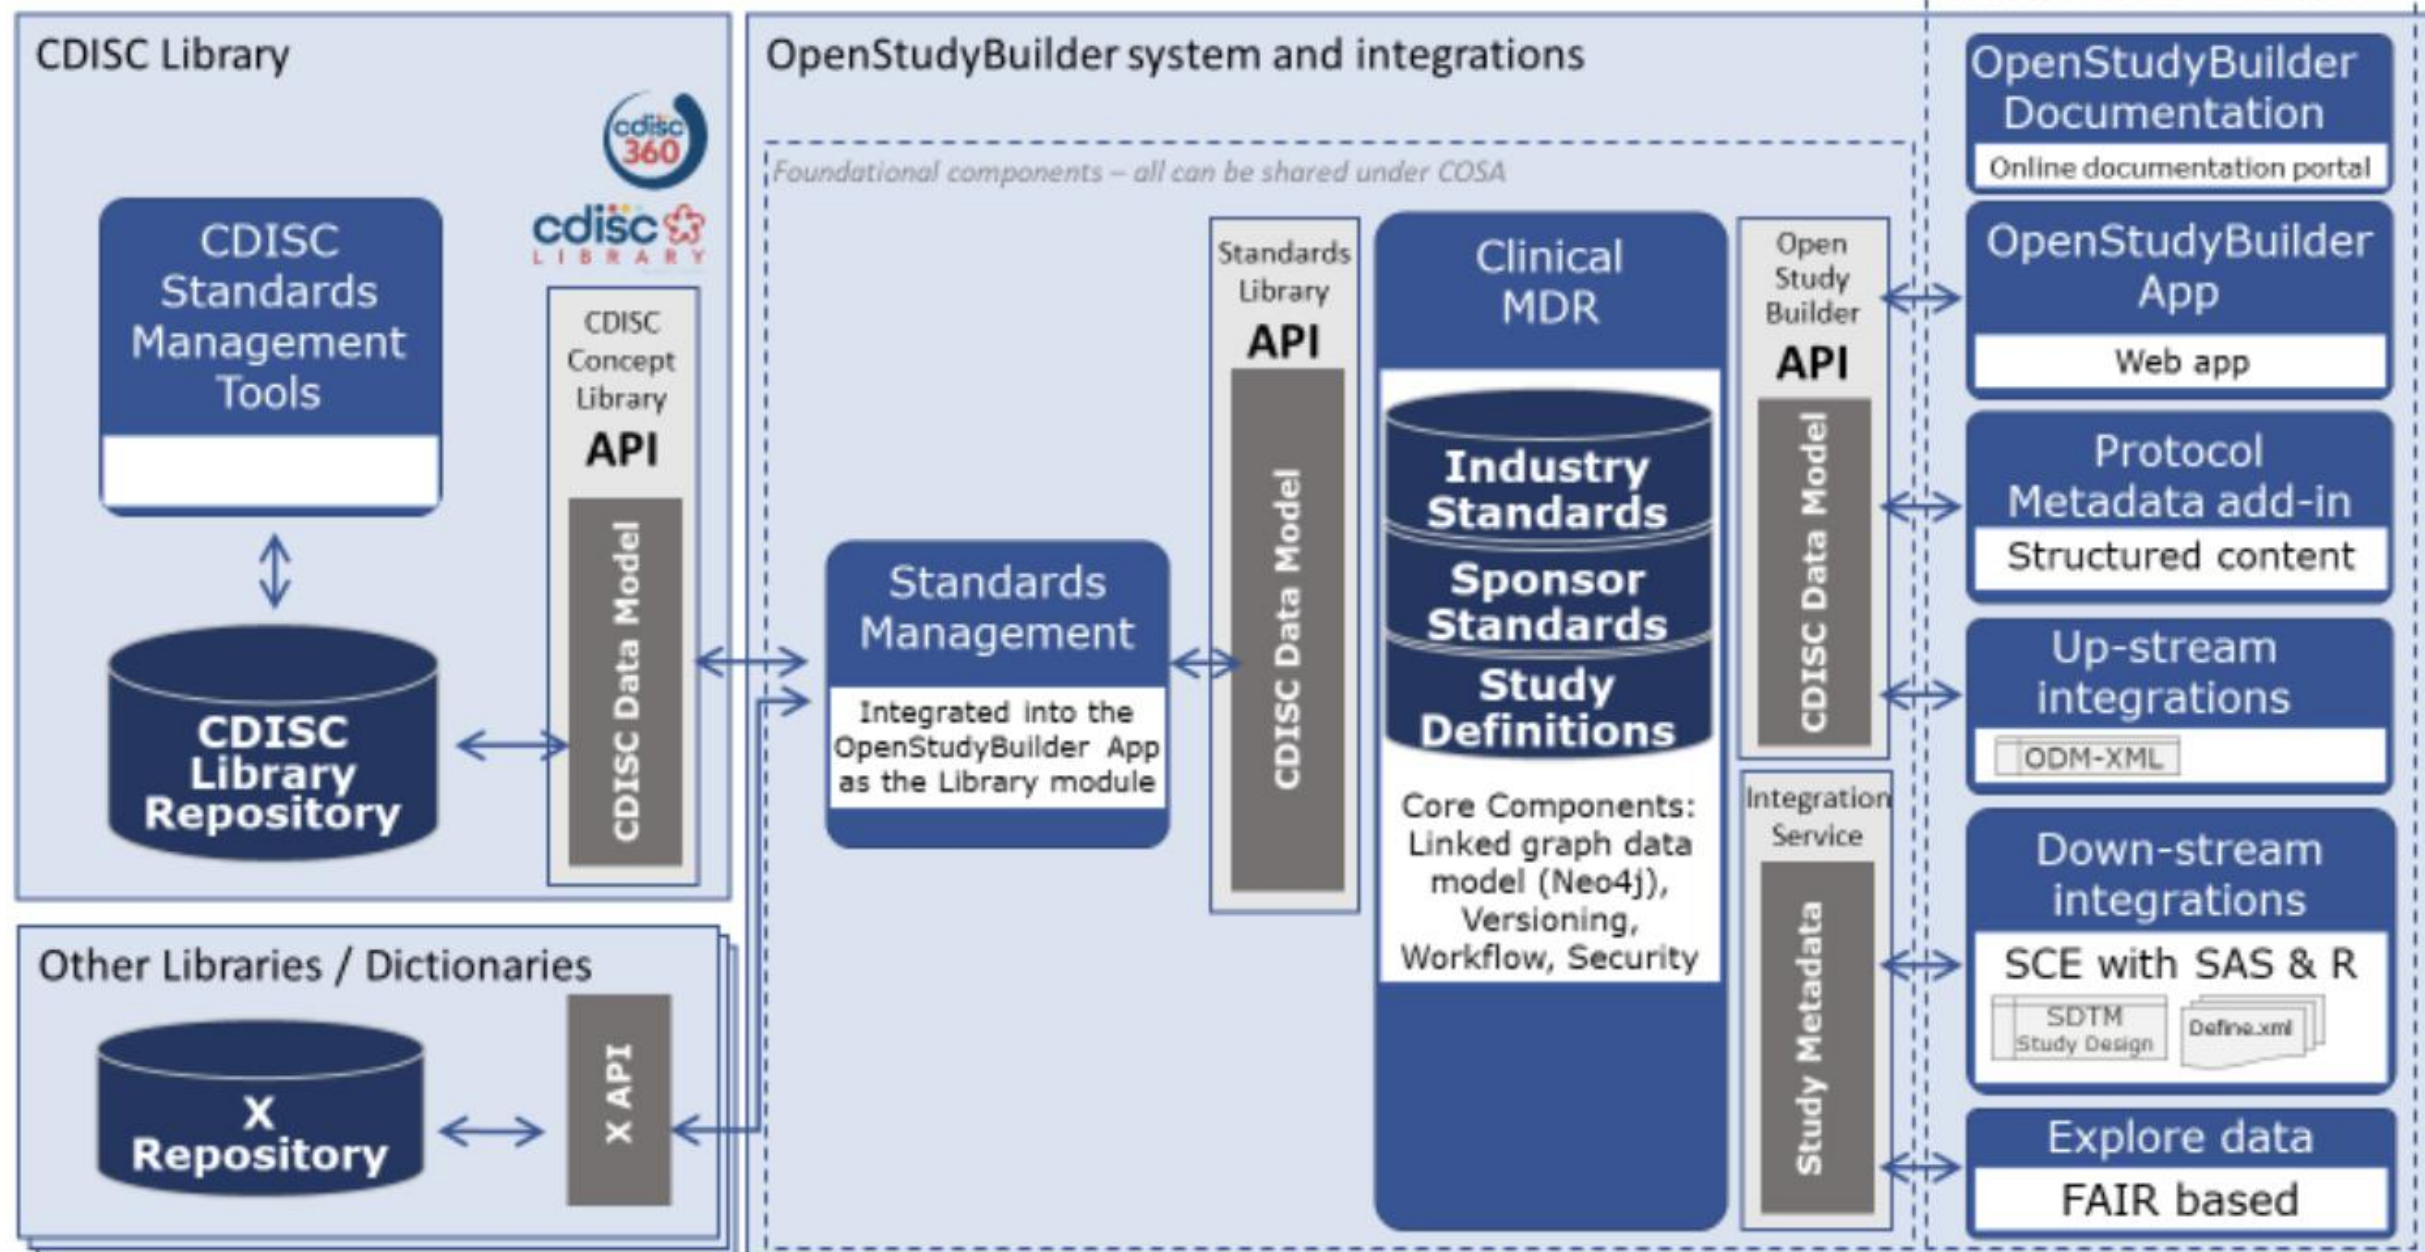 CDISC Library
cdisc
360
cdisc
LIBRARY
CDISC
Standards
Management
Tools
CDISC
Concept
Library
API
CDISC Data Model
CDISC
Library
Repository
Other Libraries / Dictionaries
X
Repository
X API
OpenStudyBuilder system and integrations
Foundational components – all can be shared under COSA
Standards
Management
Integrated into the
OpenStudyBuilder App
as the Library module
Standards
Library
API
CDISC Data Model
Clinical
MDR
Industry
Standards
Sponsor
Standards
Study
Definitions
Core Components:
Linked graph data
model (Neo4j),
Versioning,
Workflow, Security
Open
Study
Builder
API
CDISC Data Model
Integration
Service
Study Metadata
OpenStudyBuilder
Documentation
Online documentation portal
OpenStudyBuilder
App
Web app
Protocol
Metadata add-in
Structured content
Up-stream
integrations
ODM-XML
Down-stream
integrations
SCE with SAS & R
SDTM
Study Design
Define.xml
Explore data
FAIR based